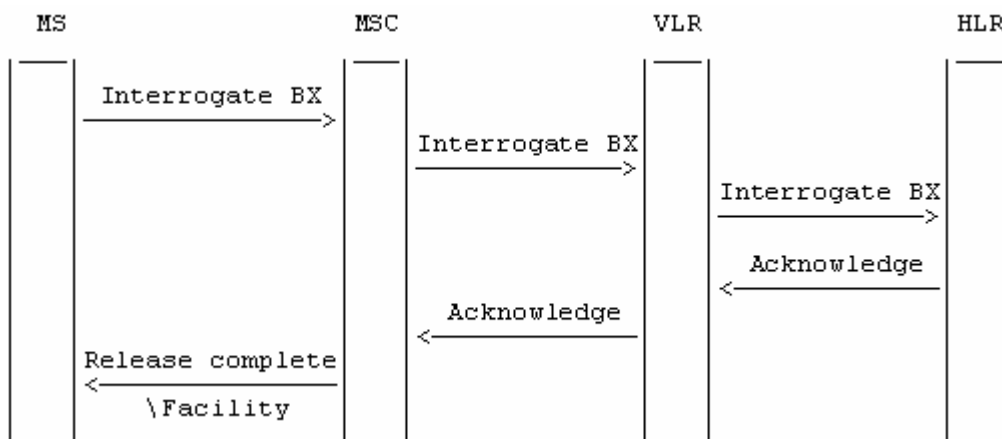 MS MSC VLR HLR
Interrogate BX
Interrogate BX
Interrogate BX
Acknowledge
Acknowledge
Release complete
\Facility